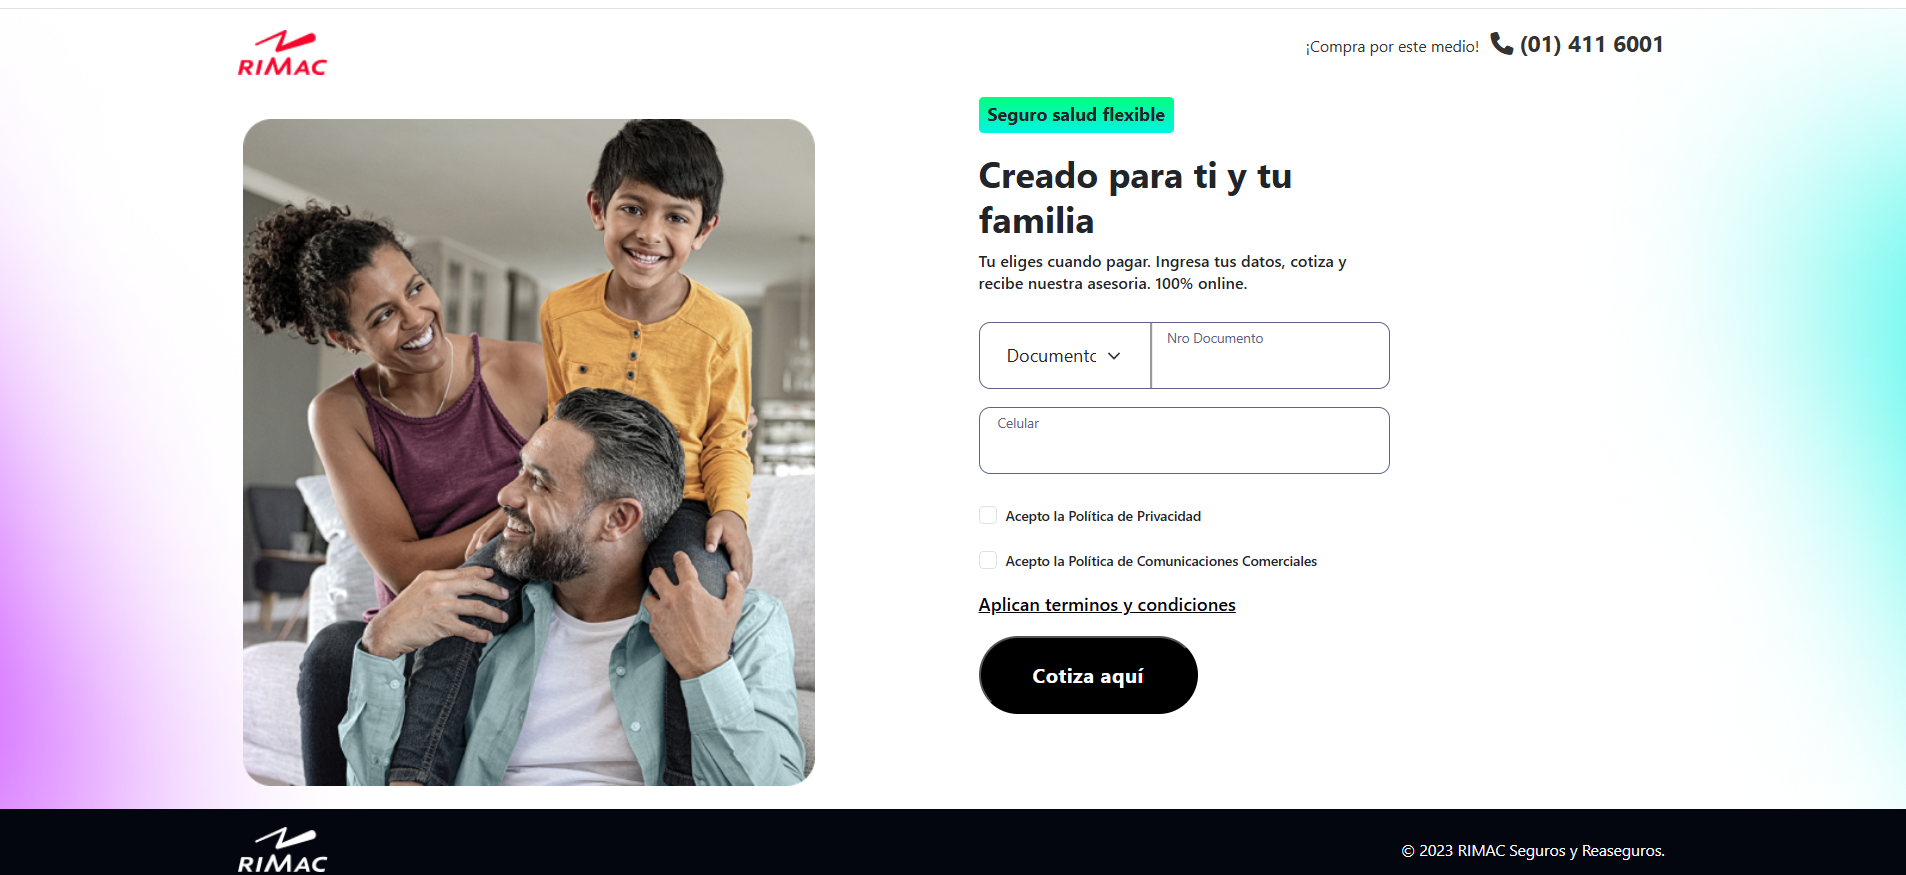 RIMAC
¡Compra por este medio! (01) 411 6001
Seguro salud flexible
Creado para ti y tu
familia
Tu eliges cuando pagar. Ingresa tus datos, cotiza y
recibe nuestra asesoria. 100% online.
Documento
Nro Documento
Celular
Acepto la Política de Privacidad
Acepto la Política de Comunicaciones Comerciales
Aplican terminos y condiciones
Cotiza aquí
RIMAC
© 2023 RIMAC Seguros y Reaseguros.